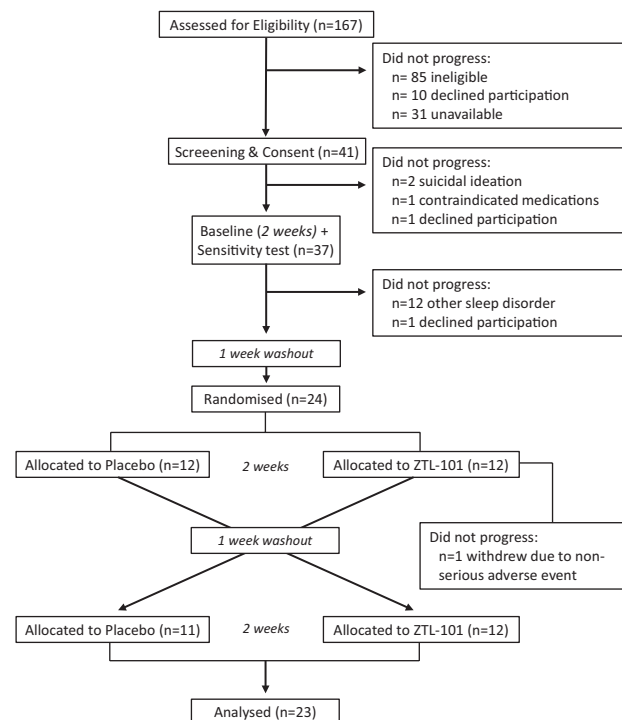 Assessed for Eligibility (n=167)
Did not progress:
n= 85 ineligible
n= 10 declined participation
n= 31 unavailable
Screeening & Consent (n=41)
Did not progress:
n=2 suicidal ideation
n=1 contraindicated medications
n=1 declined participation
Baseline (2 weeks) +
Sensitivity test (n=37)
Did not progress:
n=12 other sleep disorder
n=1 declined participation
1 week washout
Randomised (n=24)
Allocated to Placebo (n=12)
2 weeks
Allocated to ZTL-101 (n=12)
1 week washout
Did not progress:
n=1 withdrew due to non-
serious adverse event
Allocated to Placebo (n=11)
2 weeks
Allocated to ZTL-101 (n=12)
Analysed (n=23)